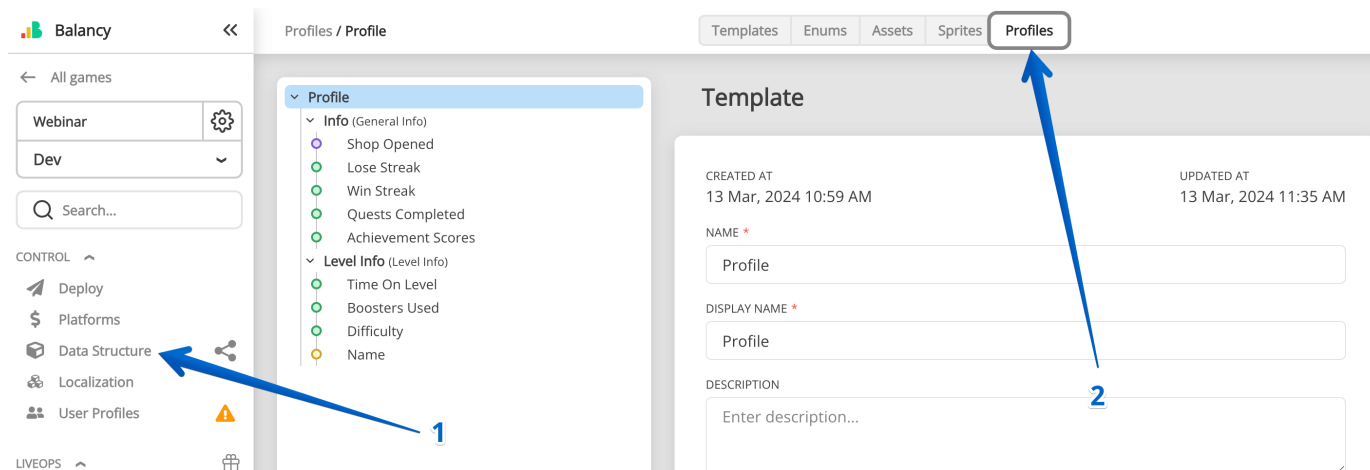 Balancy
Profiles / Profile
Templates
Enums
Assets
Sprites
Profiles
All games
Webinar
Dev
Search...
CONTROL
Deploy
Platforms
Data Structure
Localization
User Profiles
LIVEOPS
Profile
Info (General Info)
Shop Opened
Lose Streak
Win Streak
Quests Completed
Achievement Scores
Level Info (Level Info)
Time On Level
Boosters Used
Difficulty
Name
1
Template
CREATED AT
13 Mar, 2024 10:59 AM
UPDATED AT
13 Mar, 2024 11:35 AM
NAME *
Profile
DISPLAY NAME *
Profile
DESCRIPTION
Enter description...
2